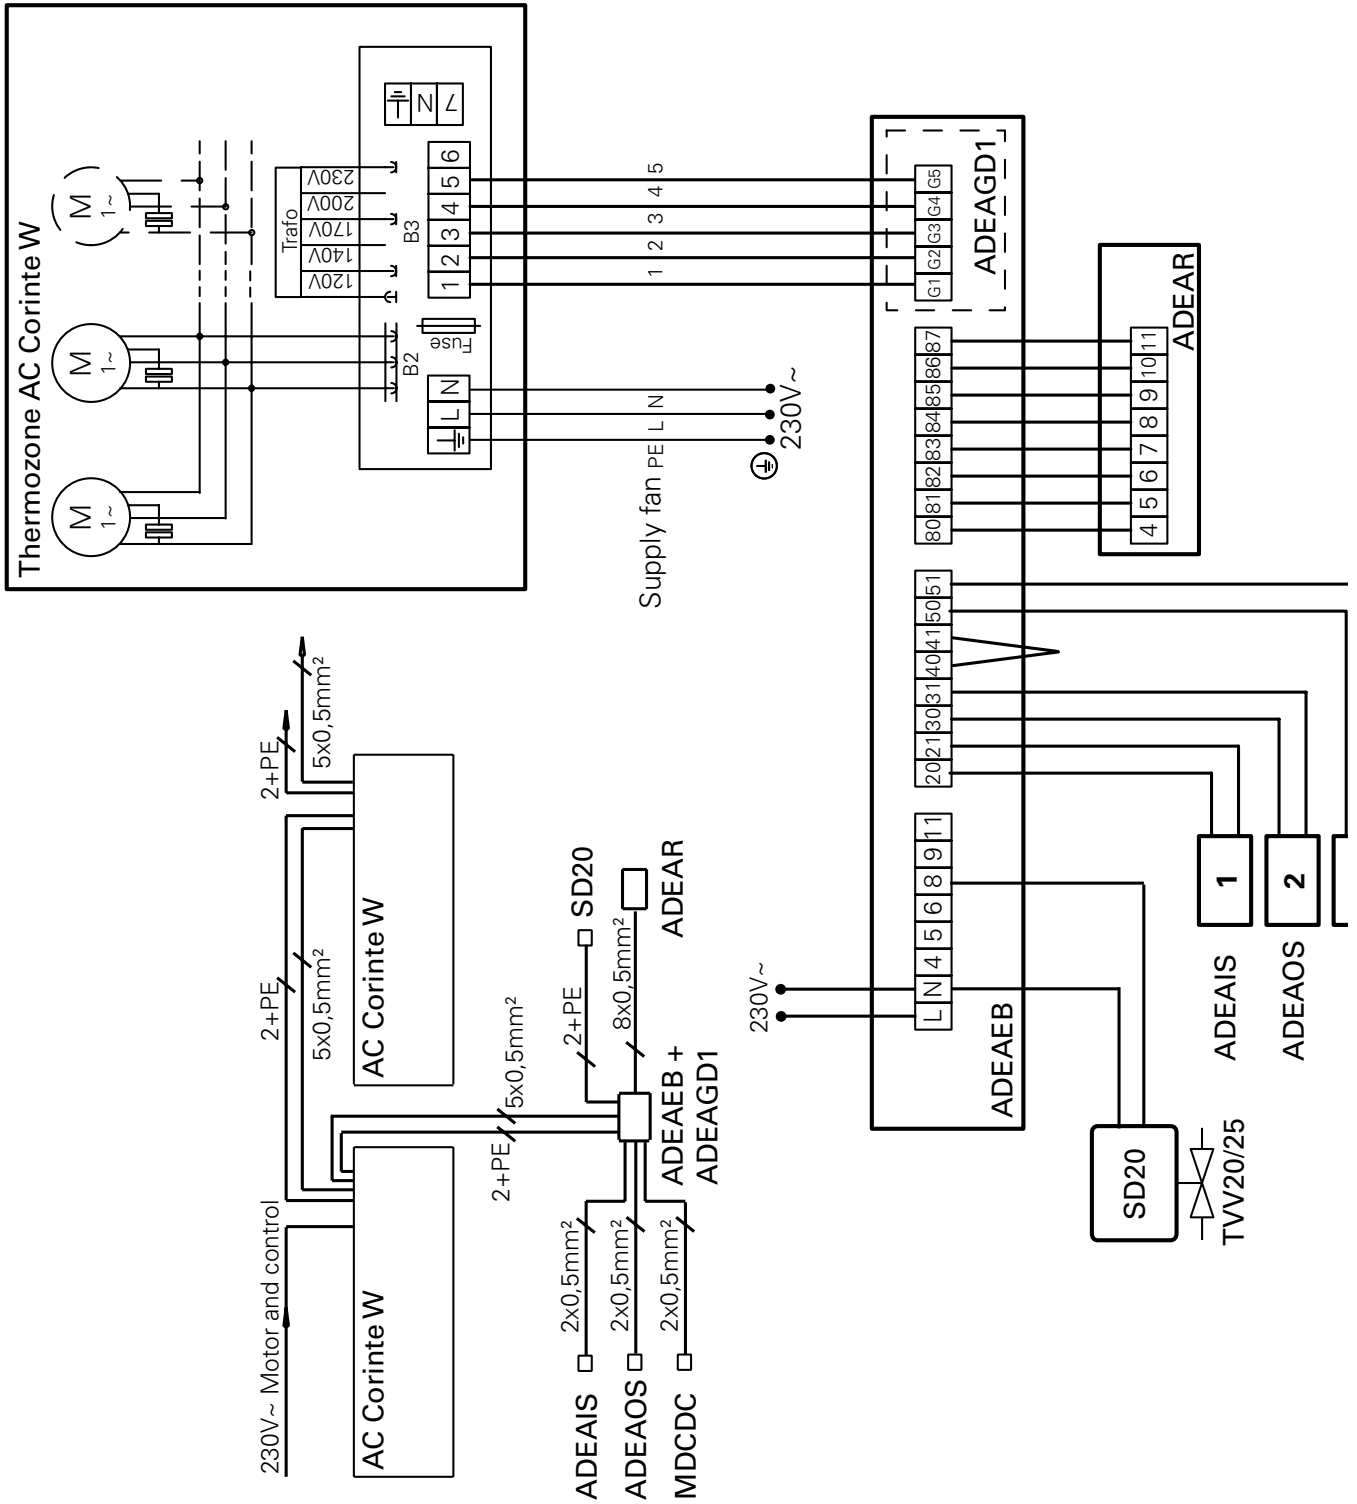 Thermozone AC Corinte W
M
1~
M
1~
M
1~
Trafo
120V 140V 170V 200V 230V
B2
B3
Fuse
L N
1 2 3 4 5 6
N 7
Supply fan
PE L N
230V~
1 2 3 4 5
230V~ Motor and control
AC Corinte W
2+PE
5x0,5mm²
AC Corinte W
2+PE
5x0,5mm²
2+PE
5x0,5mm²
2+PE
SD20
8x0,5mm²
ADEAR
ADEAEB +
ADEAGD1
ADEAIS
2x0,5mm²
ADEAOS
2x0,5mm²
MDCDC
2x0,5mm²
230V~
ADEAEB
L N 4 5 6 8 9 11
20 21 30 31 40 41 50 51
80 81 82 83 84 85 86 87
G1 G2 G3 G4 G5
ADEAGD1
4 5 6 7 8 9 10 11
ADEAR
SD20
TVV20/25
ADEAIS
1
ADEAOS
2